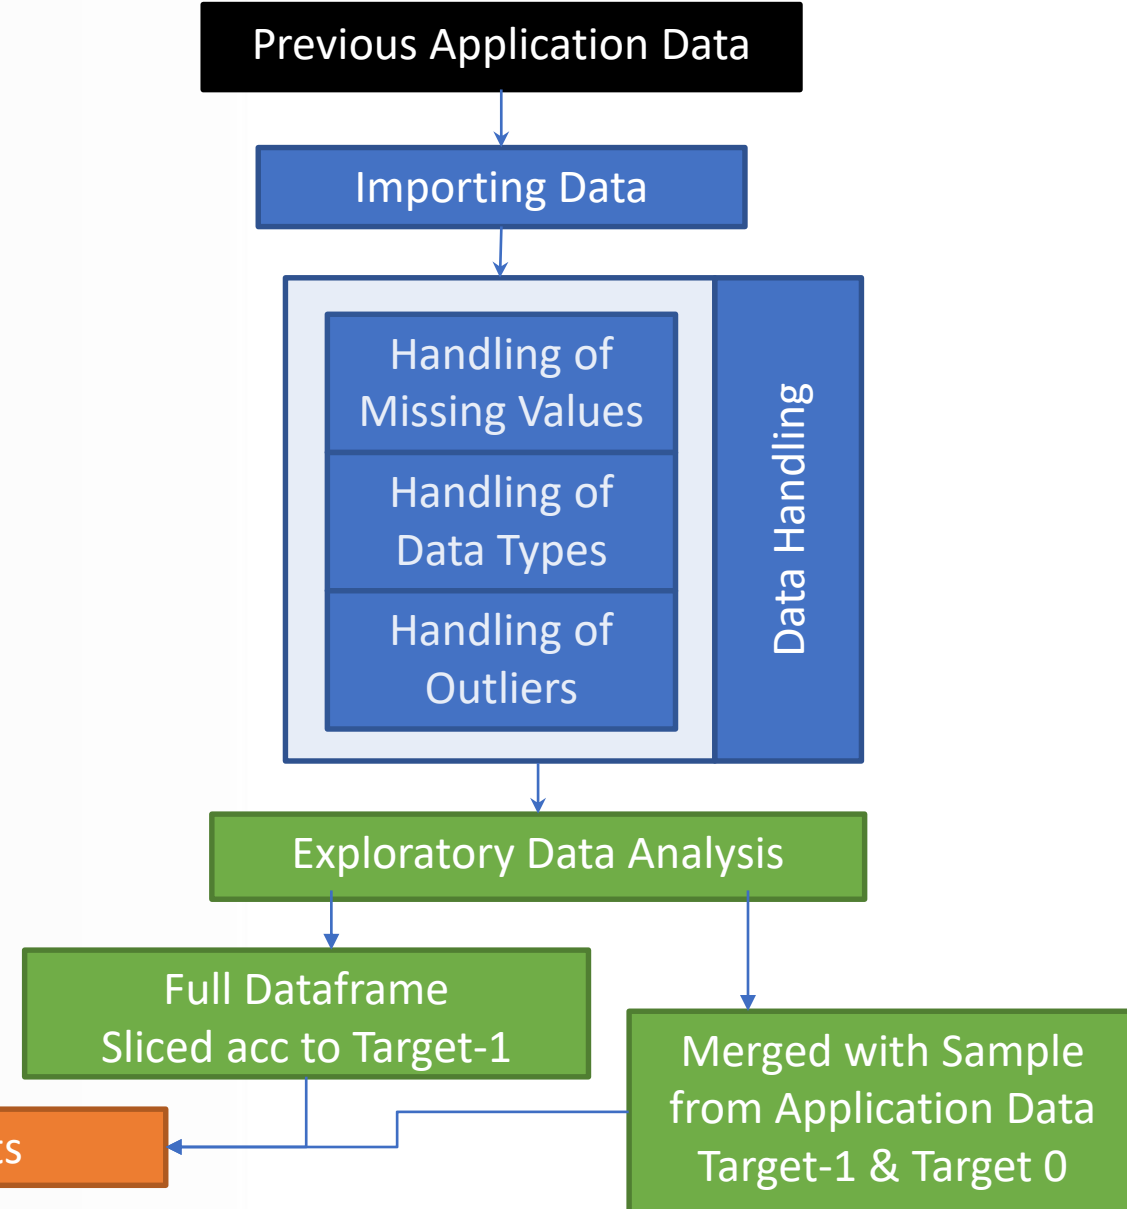 Previous Application Data
Importing Data
Handling of
Missing Values
Handling of
Data Types
Handling of
Outliers
Data Handling
Exploratory Data Analysis
Full Dataframe
Sliced acc to Target-1
Merged with Sample
from Application Data
Target-1 & Target 0